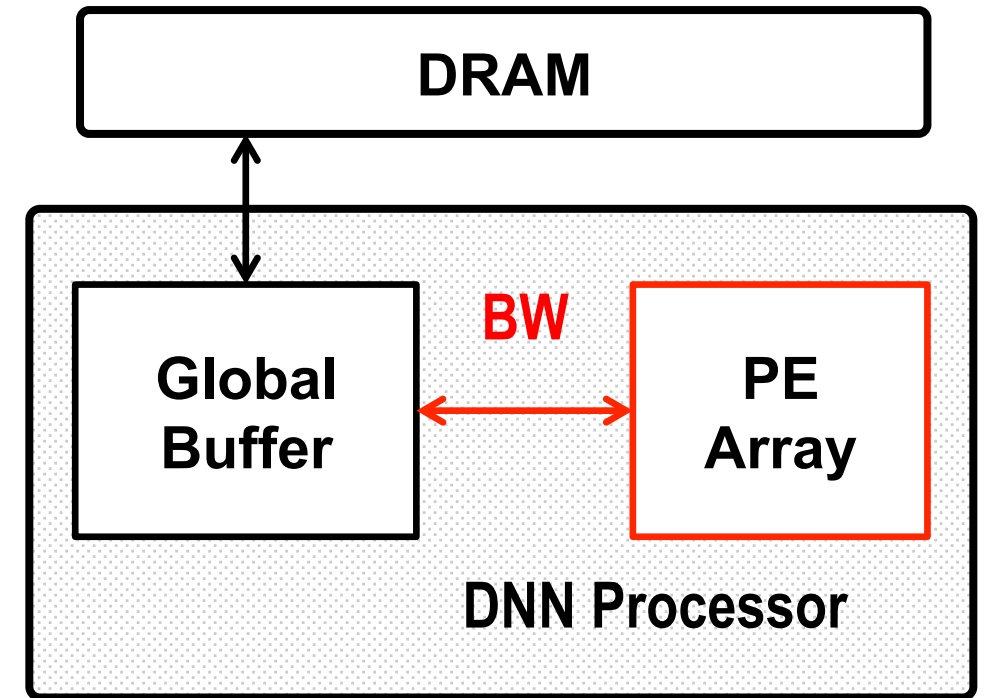 DRAM
BW
Global
Buffer
PE
Array
DNN Processor